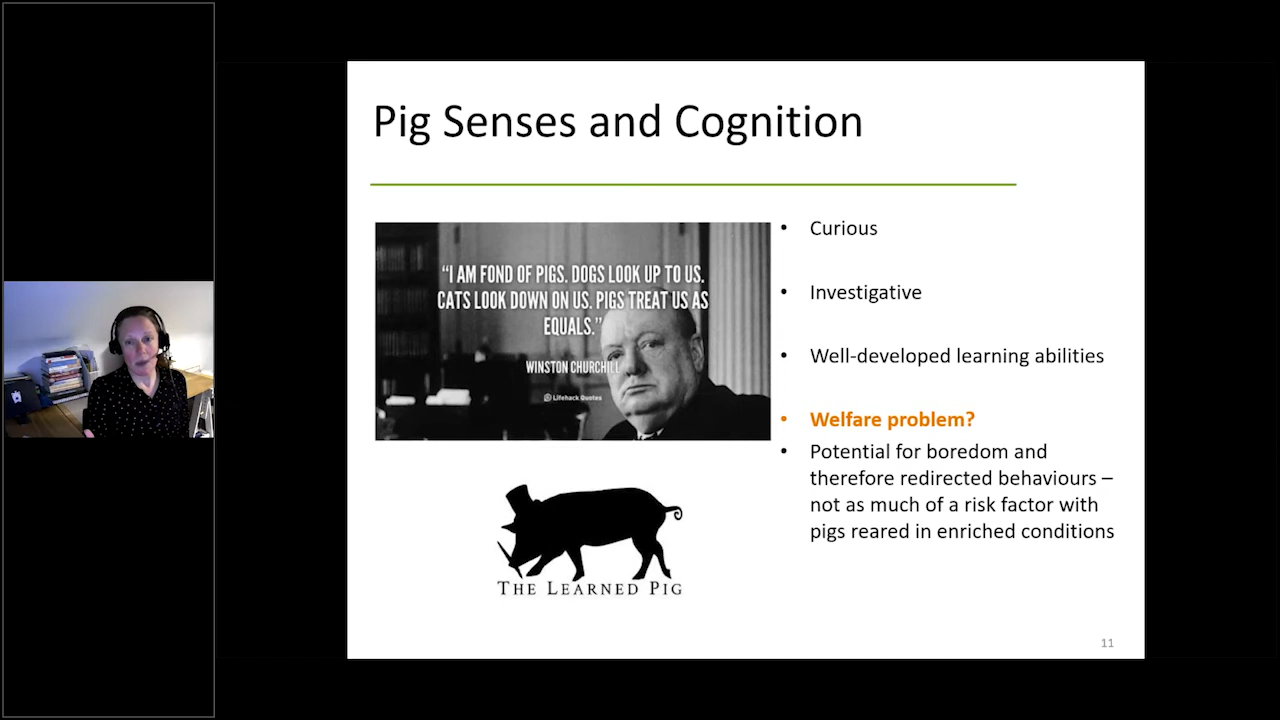 Pig Senses and Cognition
“I AM FOND OF PIGS. DOGS LOOK UP TO US.
CATS LOOK DOWN ON US. PIGS TREAT US AS
EQUALS.”
WINSTON CHURCHILL
Lifehack Quotes
THE LEARNED PIG
• Curious
• Investigative
• Well-developed learning abilities
• Welfare problem?
• Potential for boredom and
therefore redirected behaviours –
not as much of a risk factor with
pigs reared in enriched conditions
11